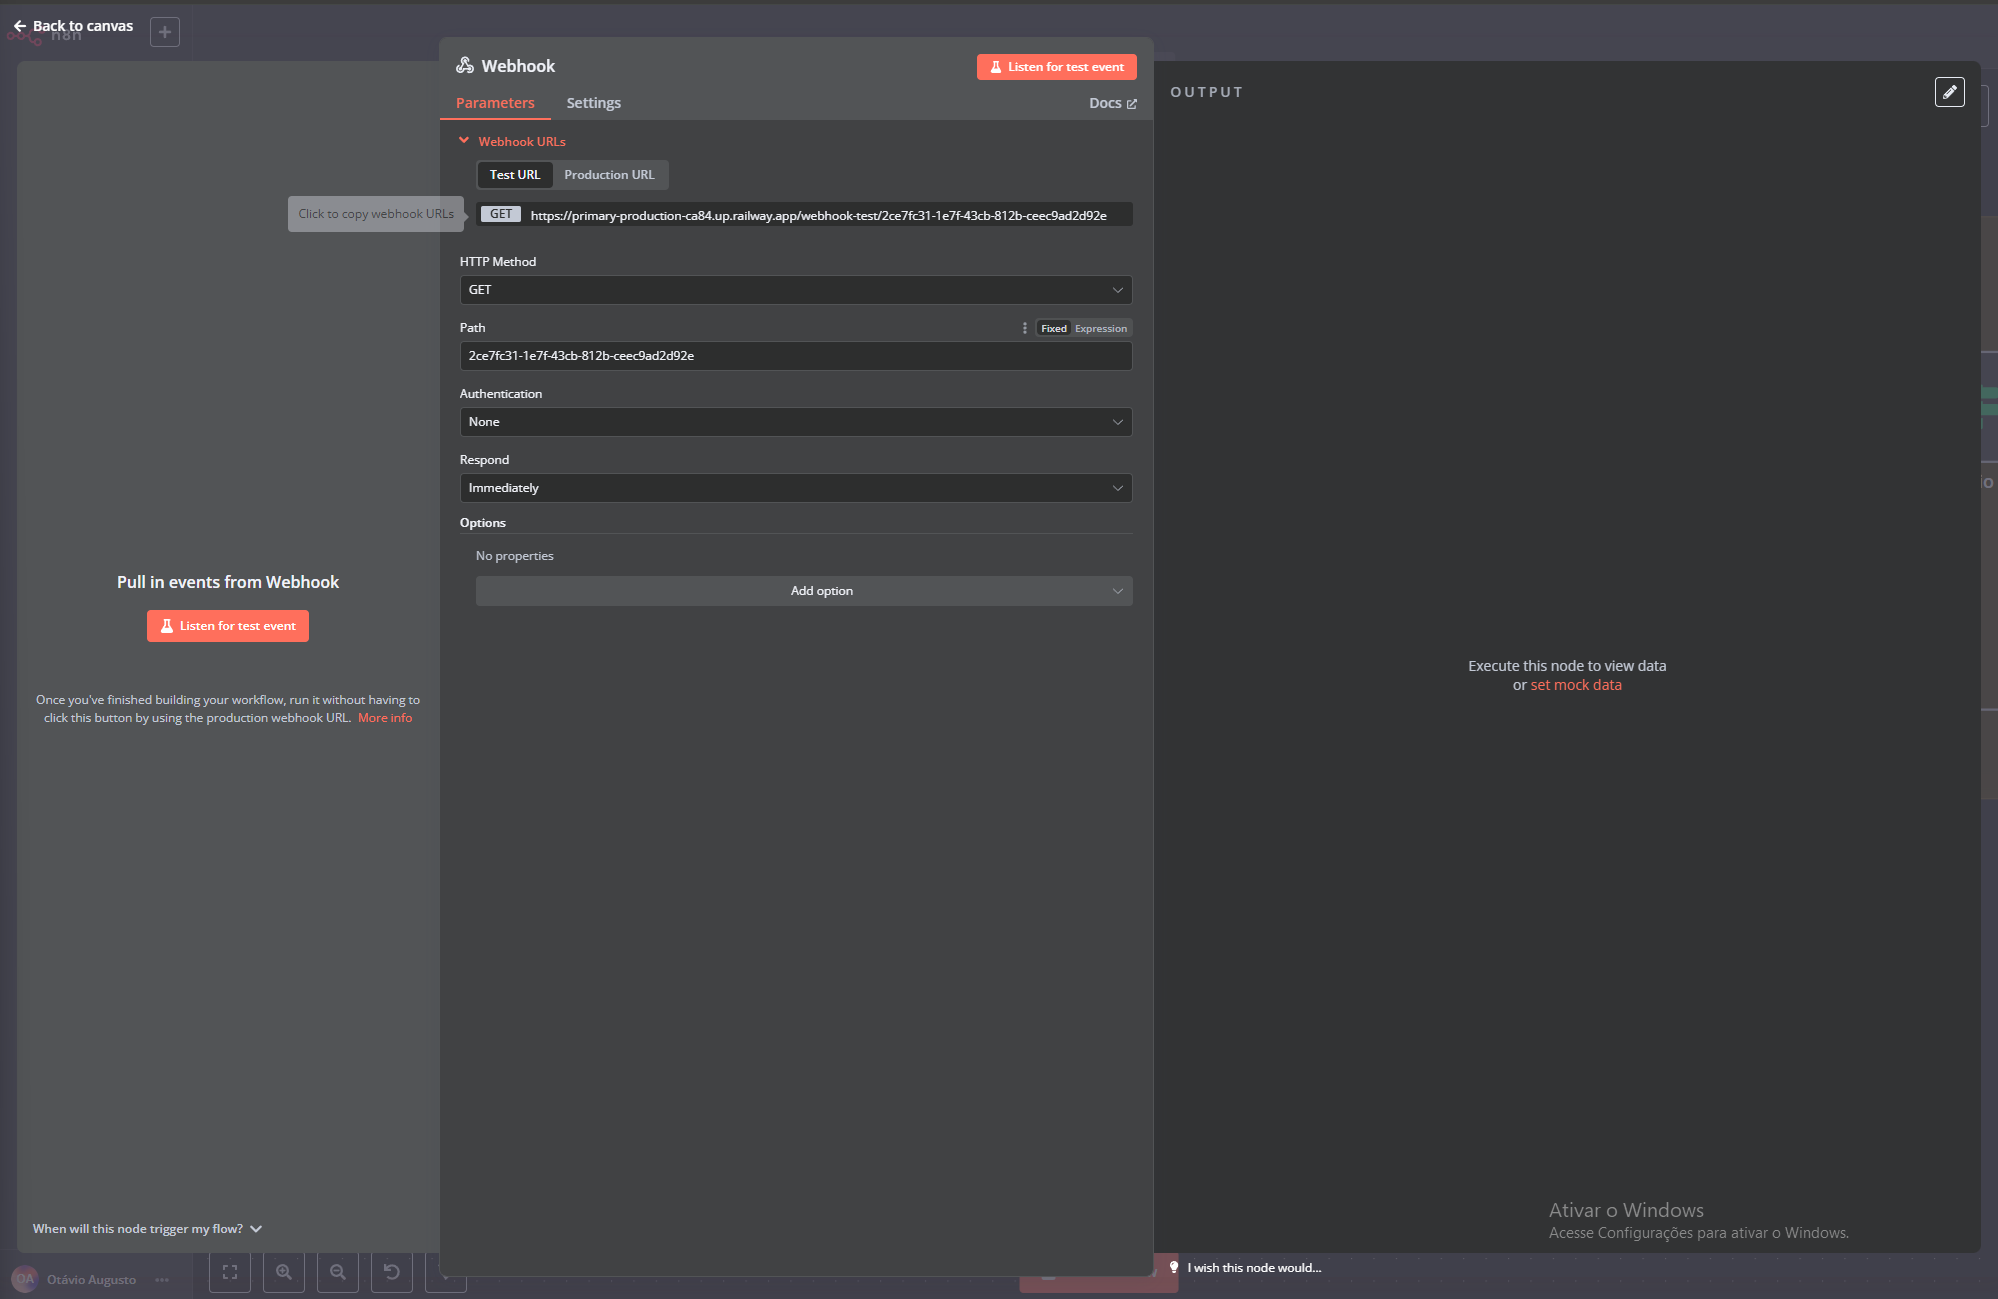 Back to canvas
n8n
Webhook
Listen for test event
Parameters
Settings
Docs
OUTPUT
Webhook URLs
Test URL
Production URL
Click to copy webhook URLs
GET
https://primary-production-ca84.up.railway.app/webhook-test/2ce7fc31-1e7f-43cb-812b-ceec9ad2d92e
HTTP Method
GET
Path
Fixed
Expression
2ce7fc31-1e7f-43cb-812b-ceec9ad2d92e
Authentication
None
Respond
Immediately
Options
No properties
Add option
Pull in events from Webhook
Listen for test event
Once you've finished building your workflow, run it without having to
click this button by using the production webhook URL. More info
Execute this node to view data
or set mock data
When will this node trigger my flow?
Ativar o Windows
Acesse Configurações para ativar o Windows.
OA
Otávio Augusto
I wish this node would...